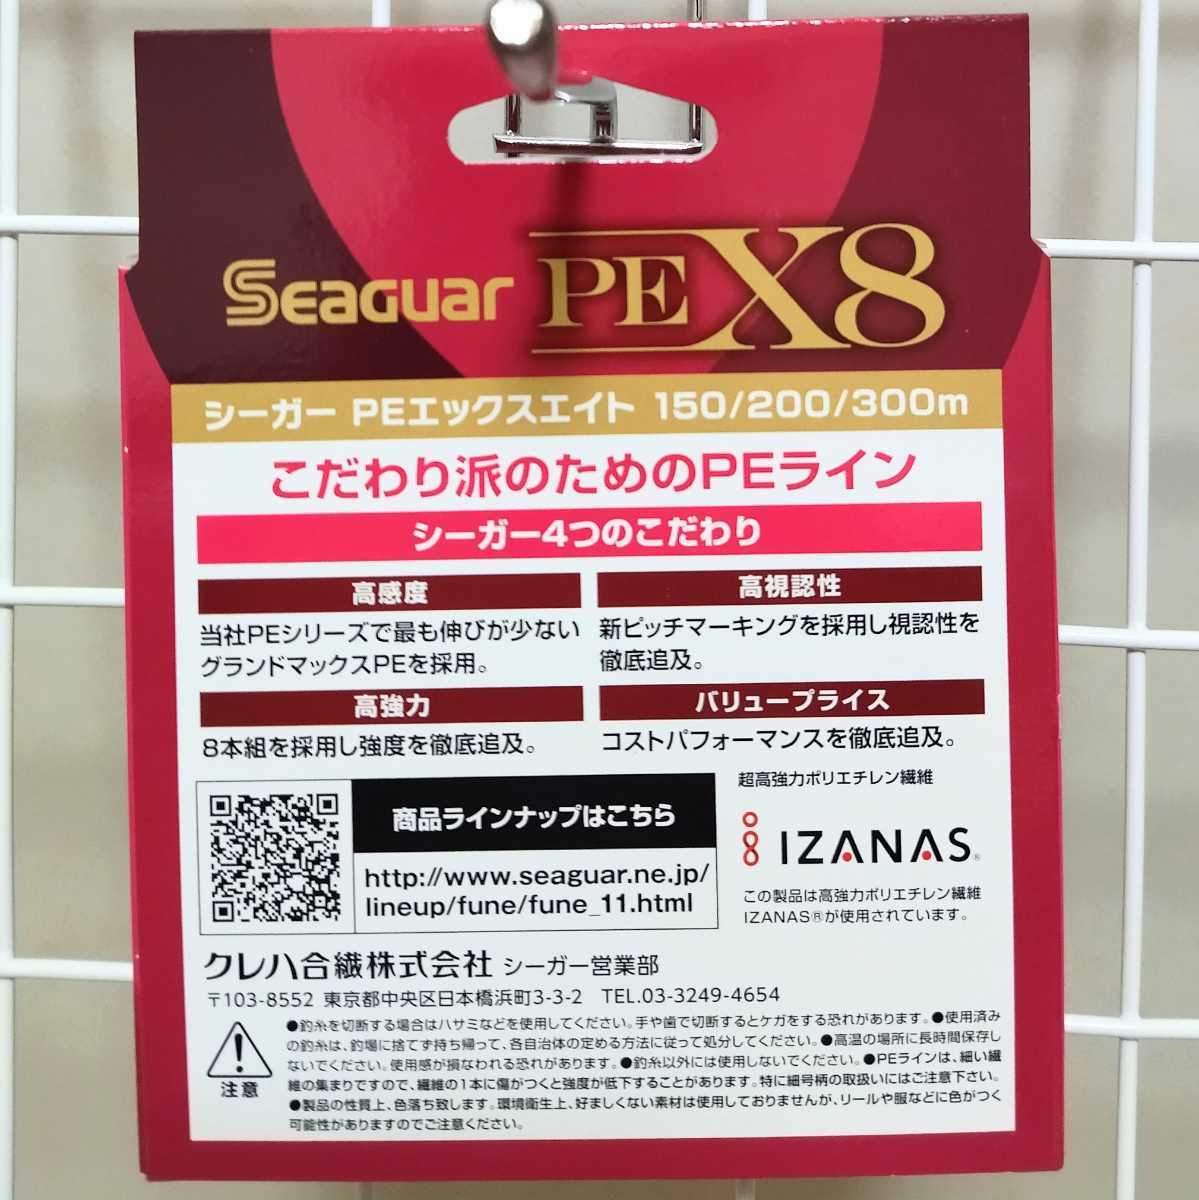 Seaguar PE X8
シーガー PEエックスエイト 150/200/300m
こだわり派のためのPEライン
シーガー4つのこだわり
高感度
当社PEシリーズで最も伸びが少ない
グランドマックスPEを採用。
高視認性
新ピッチマーキングを採用し視認性を
徹底追及。
高強力
8本組を採用し強度を徹底追及。
バリュープライス
コストパフォーマンスを徹底追及。
商品ラインナップはこちら
http://www.seaguar.ne.jp/
lineup/fune/fune_11.html
超高強力ポリエチレン繊維
IZANAS®
この製品は高強力ポリエチレン繊維
IZANAS®が使用されています。
クレハ合繊株式会社 シーガー営業部
〒103-8552 東京都中央区日本橋浜町3-3-2 TEL.03-3249-4654
注意
●釣糸を切断する場合はハサミなどを使用してください。手や歯で切断するとケガをする恐れがあります。●使用済み
の釣糸は、釣場に捨てず持ち帰って、各自治体の定める方法に従って処分してください。●高温の場所に長時間保存し
ないでください。使用感が損なわれる恐れがあります。●釣糸以外には使用しないでください。●PEラインは、細い繊
維の集まりですので、繊維の1本に傷がつくと強度が低下することがあります。特に細号柄の取扱いにはご注意下さい。
●製品の性質上、色落ち致します。環境衛生上、好ましくない素材は使用しておりませんが、リールや服などに色がつく
可能性がありますのでご注意ください。